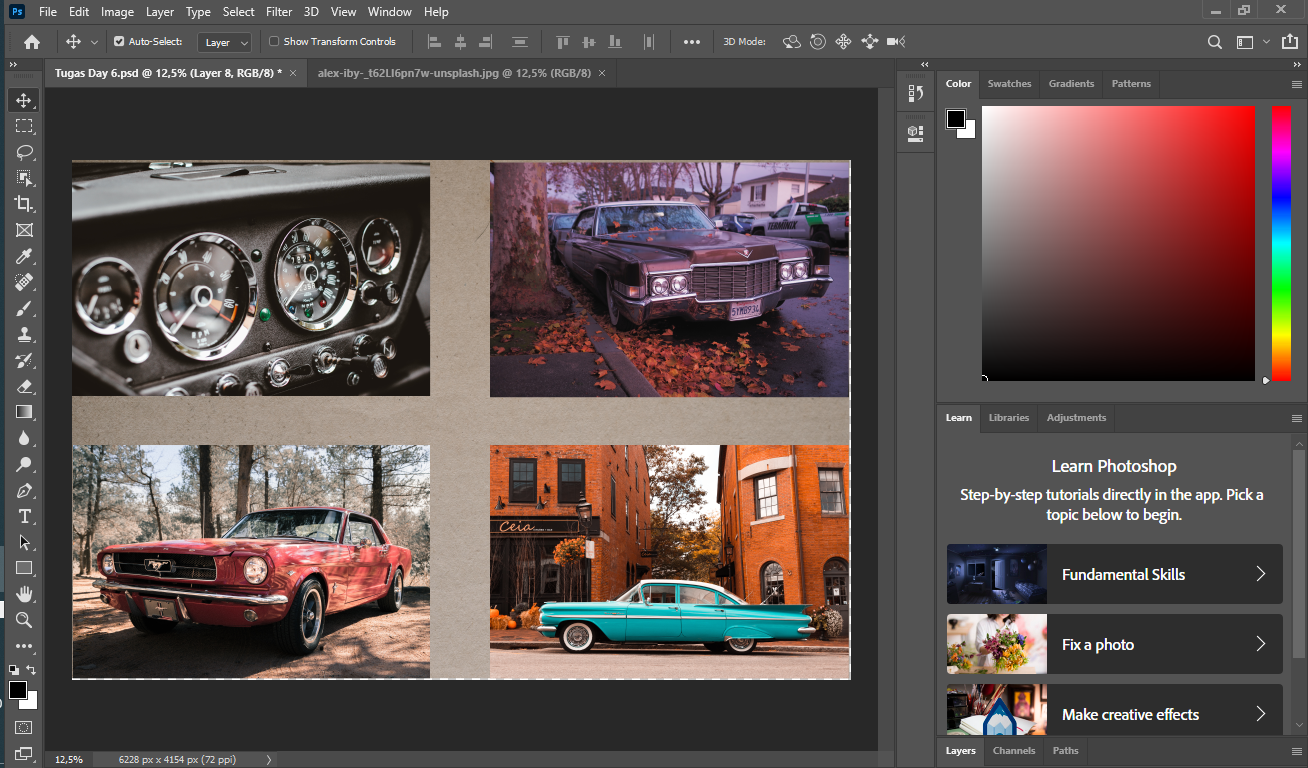 Ps File Edit Image Layer Type Select Filter 3D View Window Help
Auto-Select: Layer Show Transform Controls 3D Mode:
Tugas Day 6.psd @ 12,5% (Layer 8, RGB/8) * × alex-iby-_t62LI6pn7w-unsplash.jpg @ 12,5% (RGB/8) ×
Color Swatches Gradients Patterns
TERMINIX
RPM
MPH
Ceia
Learn Libraries Adjustments
Learn Photoshop
Step-by-step tutorials directly in the app. Pick a
topic below to begin.
Fundamental Skills
Fix a photo
Make creative effects
Layers Channels Paths
12,5% 6228 px x 4154 px (72 ppi)